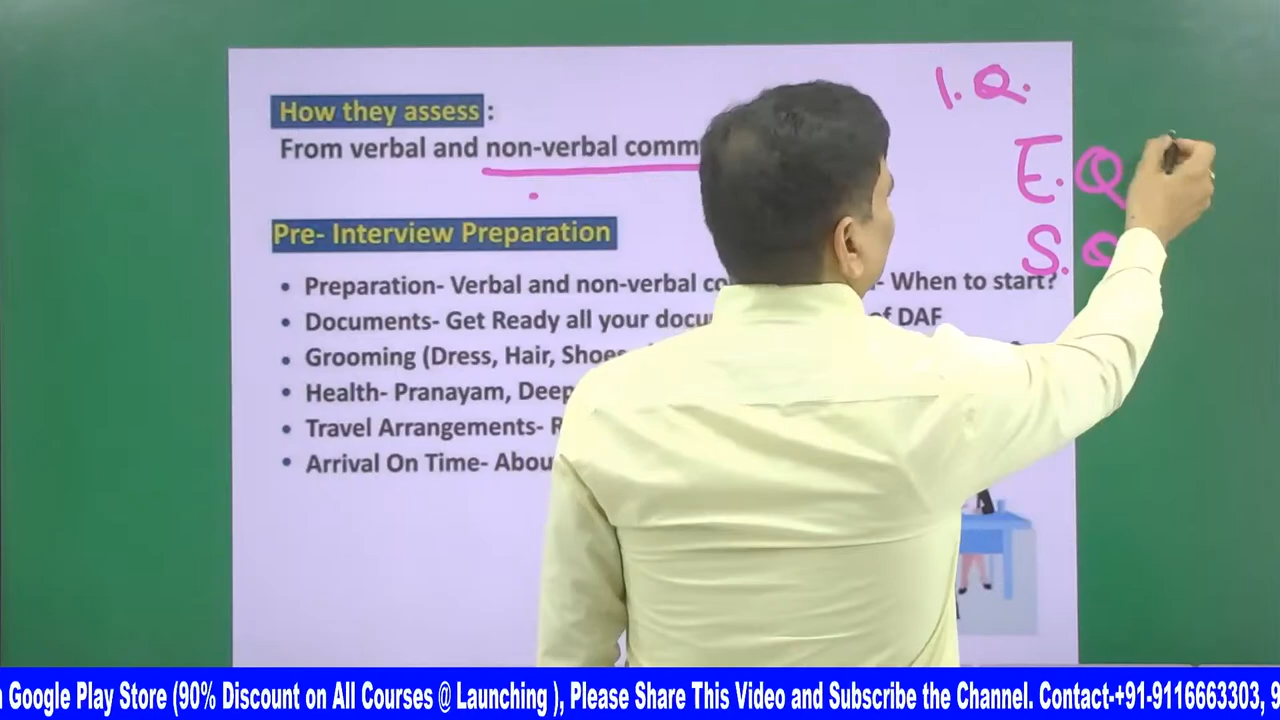 I.Q.
How they assess :
From verbal and non-verbal comm
E.Q
S.Q
Pre- Interview Preparation
• Preparation- Verbal and non-verbal co - When to start?
• Documents- Get Ready all your docu of DAF
• Grooming (Dress, Hair, Shoes
• Health- Pranayam, Deep
• Travel Arrangements- R
• Arrival On Time- Abou
n Google Play Store (90% Discount on All Courses @ Launching ), Please Share This Video and Subscribe the Channel. Contact-+91-9116663303, 9